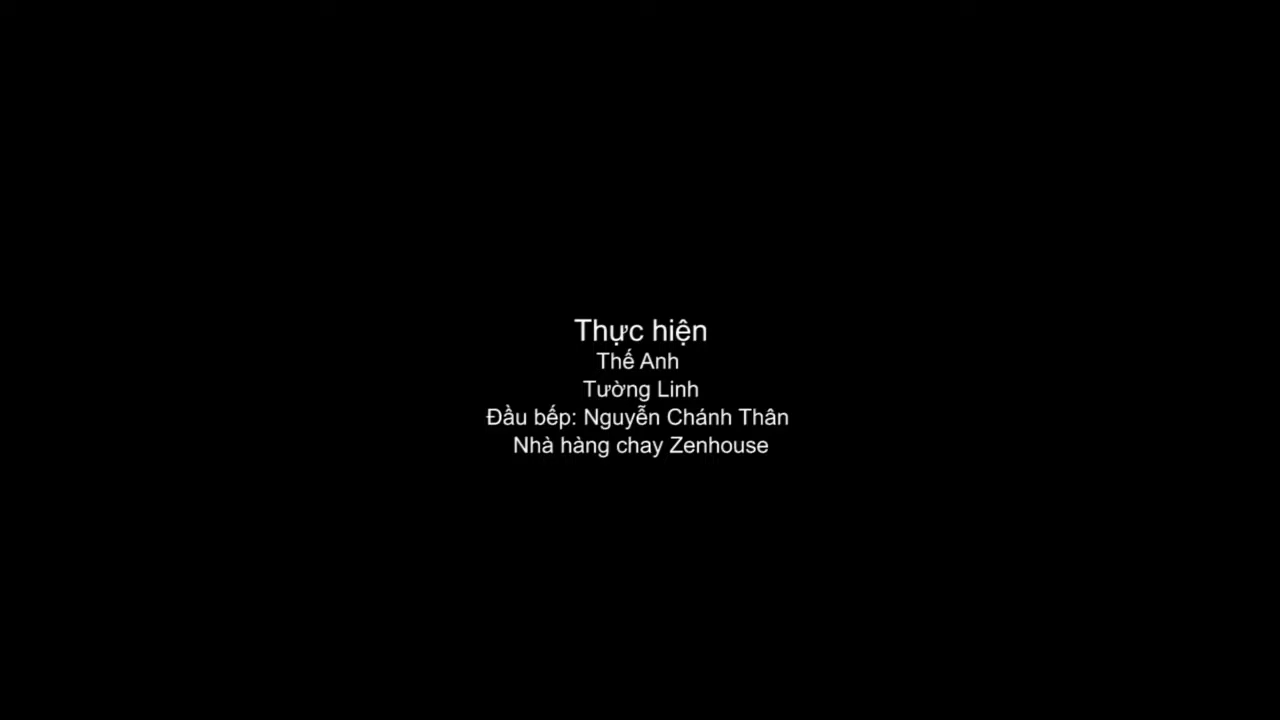 Thực hiện
Thế Anh
Tường Linh
Đầu bếp: Nguyễn Chánh Thân
Nhà hàng chay Zenhouse